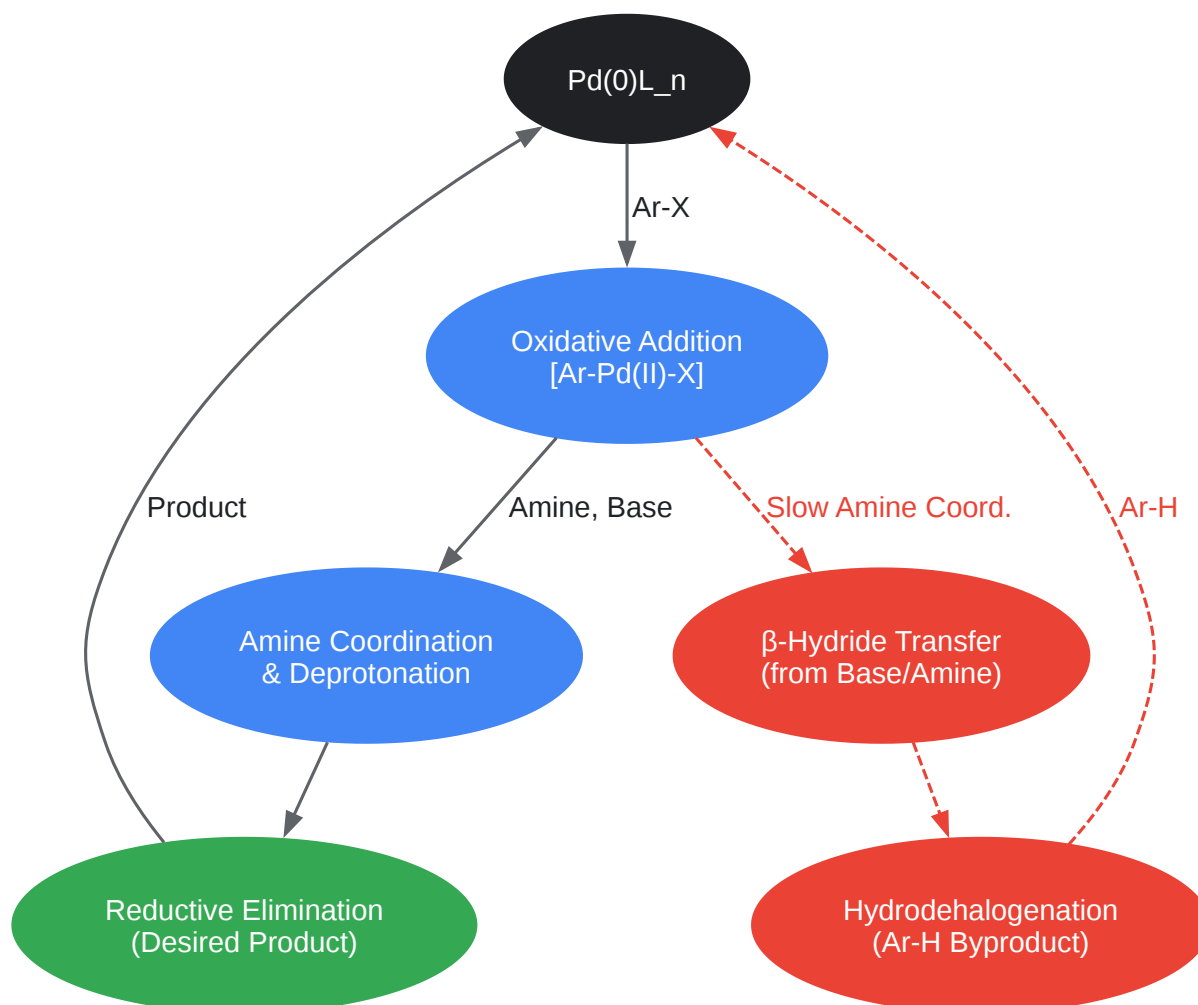 Pd(0)L_n
Ar-X
Oxidative Addition
[Ar-Pd(II)-X]
Product
Amine, Base
Slow Amine Coord.
Ar-H
Amine Coordination
& Deprotonation
β-Hydride Transfer
(from Base/Amine)
Reductive Elimination
(Desired Product)
Hydrodehalogenation
(Ar-H Byproduct)